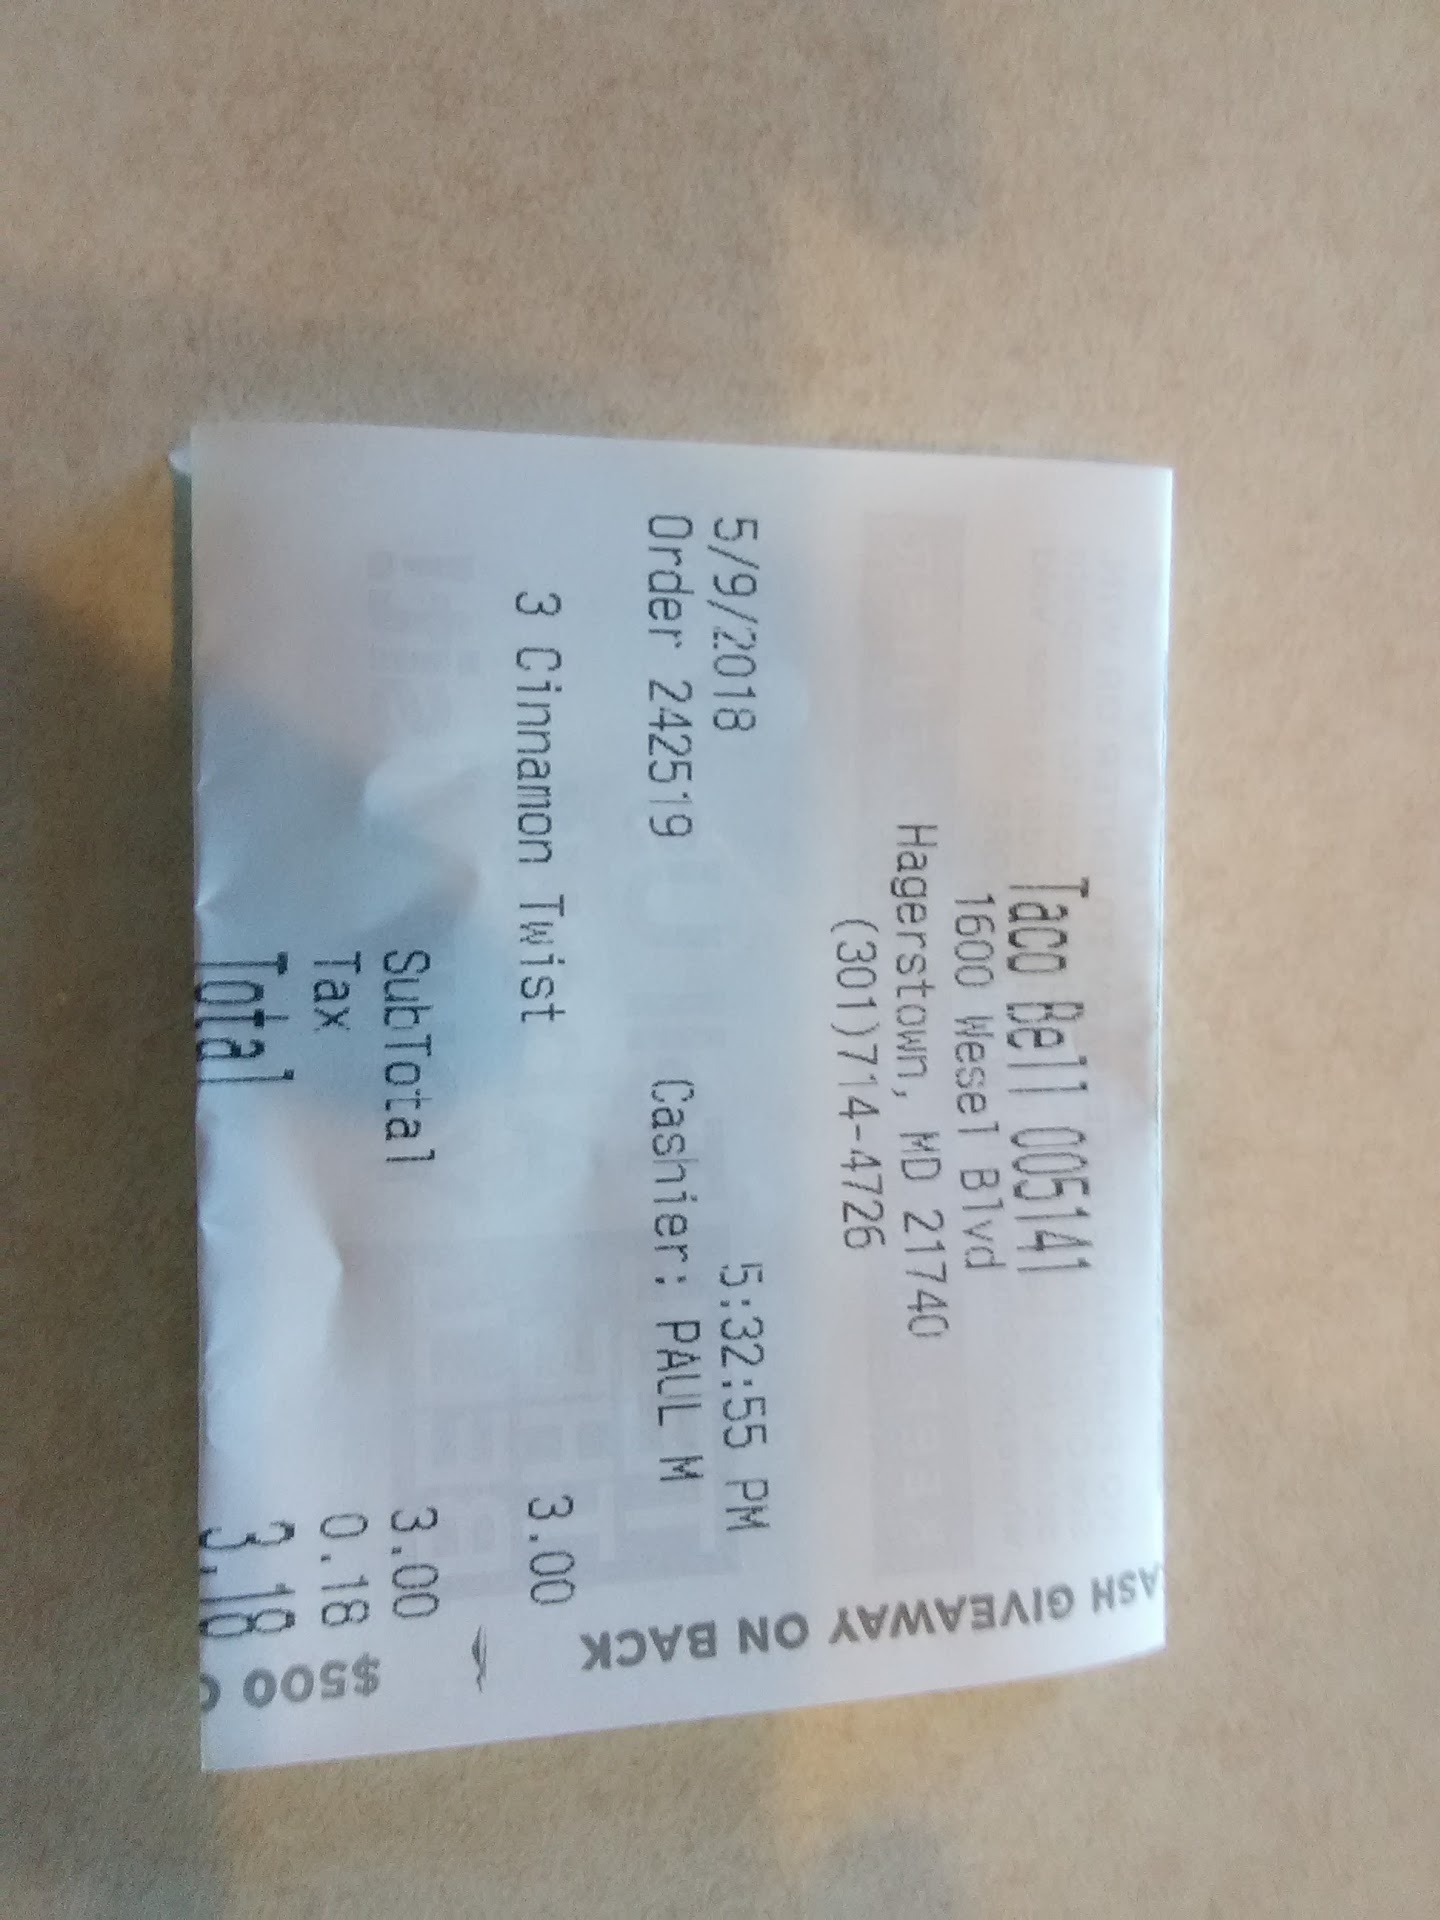 Taco Bell 005141
1600 Wesel Blvd
Hagerstown, MD 21740
(301)714-4726
5/9/2018 5:32:55 PM
Order 242519 Cashier: PAUL M
3 Cinnamon Twist 3.00
SubTotal 3.00
Tax 0.18
Total 3.18
$500
ASH GIVEAWAY ON BACK